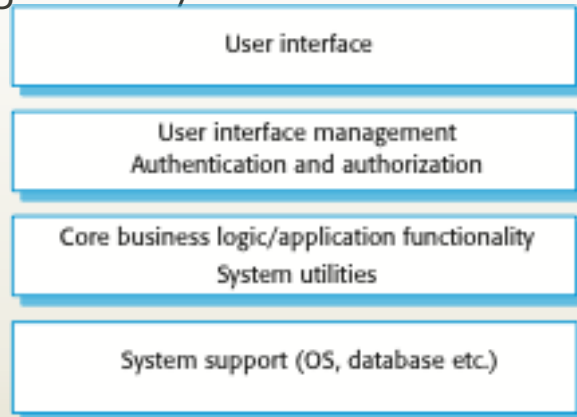 User interface
User interface management
Authentication and authorization
Core business logic/application functionality
System utilities
System support (OS, database etc.)